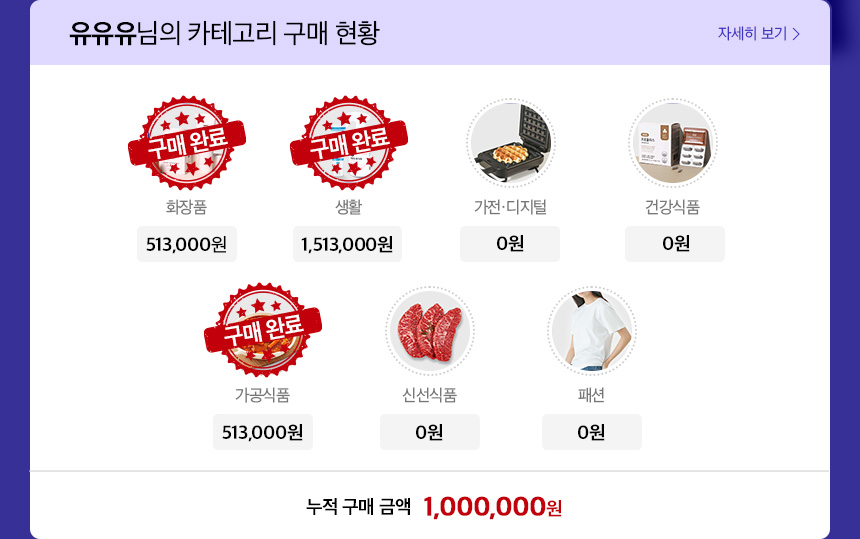 유유유님의 카테고리 구매 현황
자세히 보기 >
구매 완료
구매 완료
화장품
생활
가전·디지털
건강식품
513,000원
1,513,000원
0원
0원
구매 완료
가공식품
신선식품
패션
513,000원
0원
0원
누적 구매 금액 1,000,000원